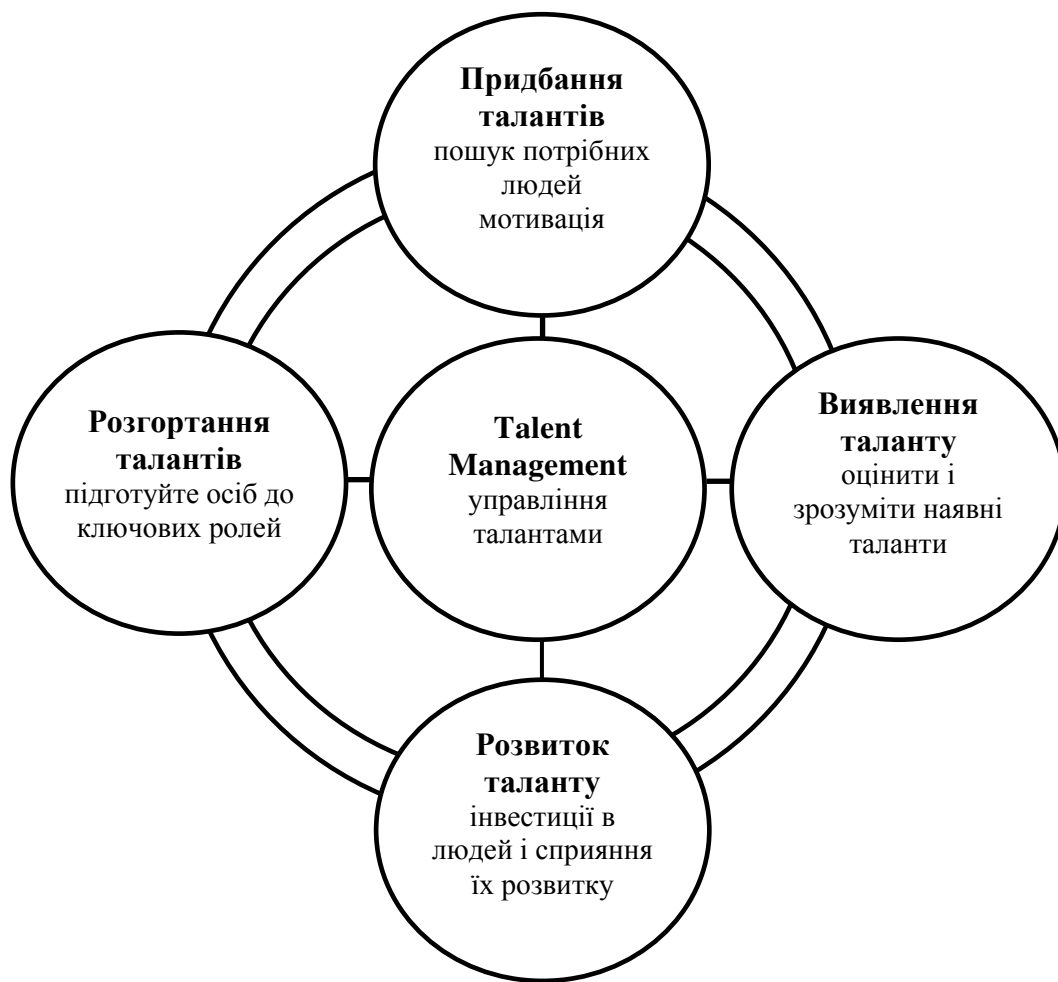 Придбання
талантів
пошук потрібних
людей
мотивація
Розгортання
талантів
підготуйте осіб до
ключових ролей
Talent
Management
управління
талантами
Виявлення
таланту
оцінити і
зрозуміти наявні
таланти
Розвиток
таланту
інвестиції в
людей і сприяння
їх розвитку